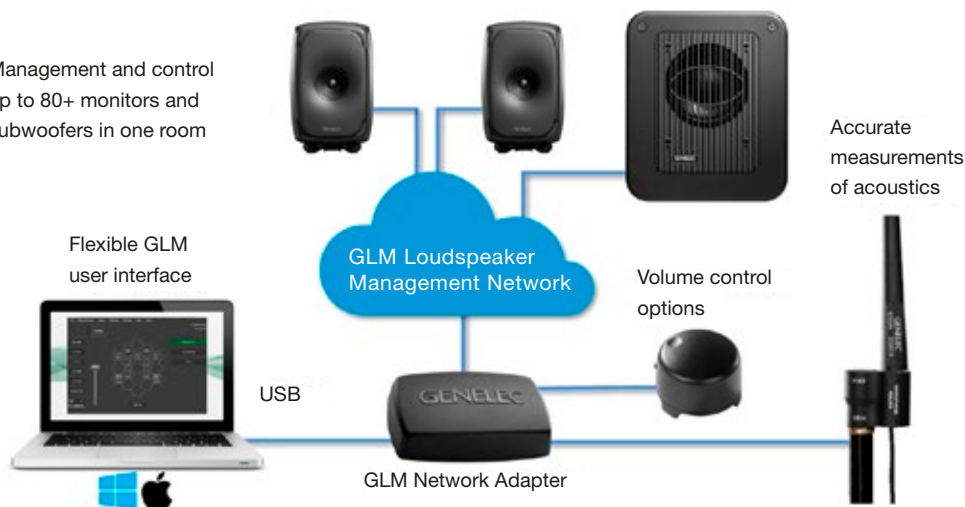 Management and control
up to 80+ monitors and
subwoofers in one room
Accurate
measurements
of acoustics
Flexible GLM
user interface
GLM Loudspeaker
Management Network
Volume control
options
USB
GENELEC
GLM Network Adapter